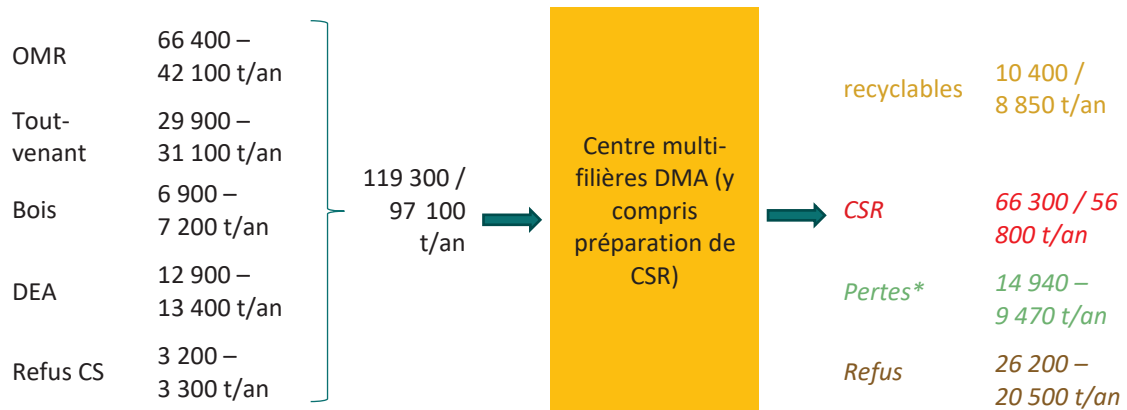 OMR
66 400 –
42 100 t/an
Tout-
venant
29 900 –
31 100 t/an
Bois
6 900 –
7 200 t/an
DEA
12 900 –
13 400 t/an
Refus CS
3 200 –
3 300 t/an
119 300 /
97 100
t/an
Centre multi-
filières DMA (y
compris
préparation de
CSR)
recyclables
10 400 /
8 850 t/an
CSR
66 300 / 56
800 t/an
Pertes*
14 940 –
9 470 t/an
Refus
26 200 –
20 500 t/an